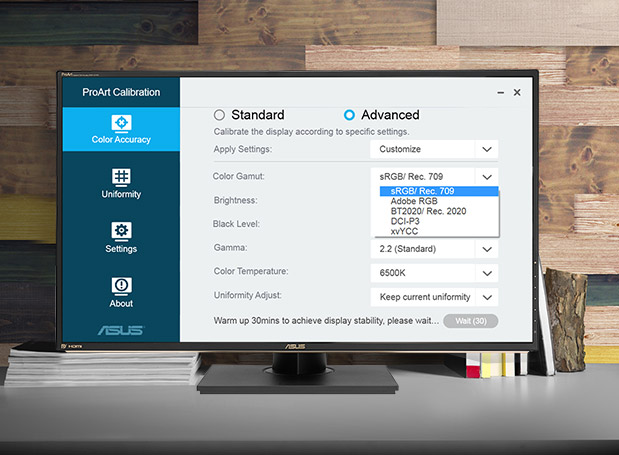 ProArt
ProArt Calibration
Color Accuracy
Uniformity
Settings
About
ASUS
Standard
Advanced
Calibrate the display according to specific settings.
Apply Settings:
Customize
Color Gamut:
sRGB/ Rec. 709
sRGB/ Rec. 709
Adobe RGB
BT2020/ Rec. 2020
DCI-P3
xvYCC
Brightness:
Black Level:
Gamma:
2.2 (Standard)
Color Temperature:
6500K
Uniformity Adjust:
Keep current uniformity
Warm up 30mins to achieve display stability, please wait...
Wait (30)
HDMI
ASUS